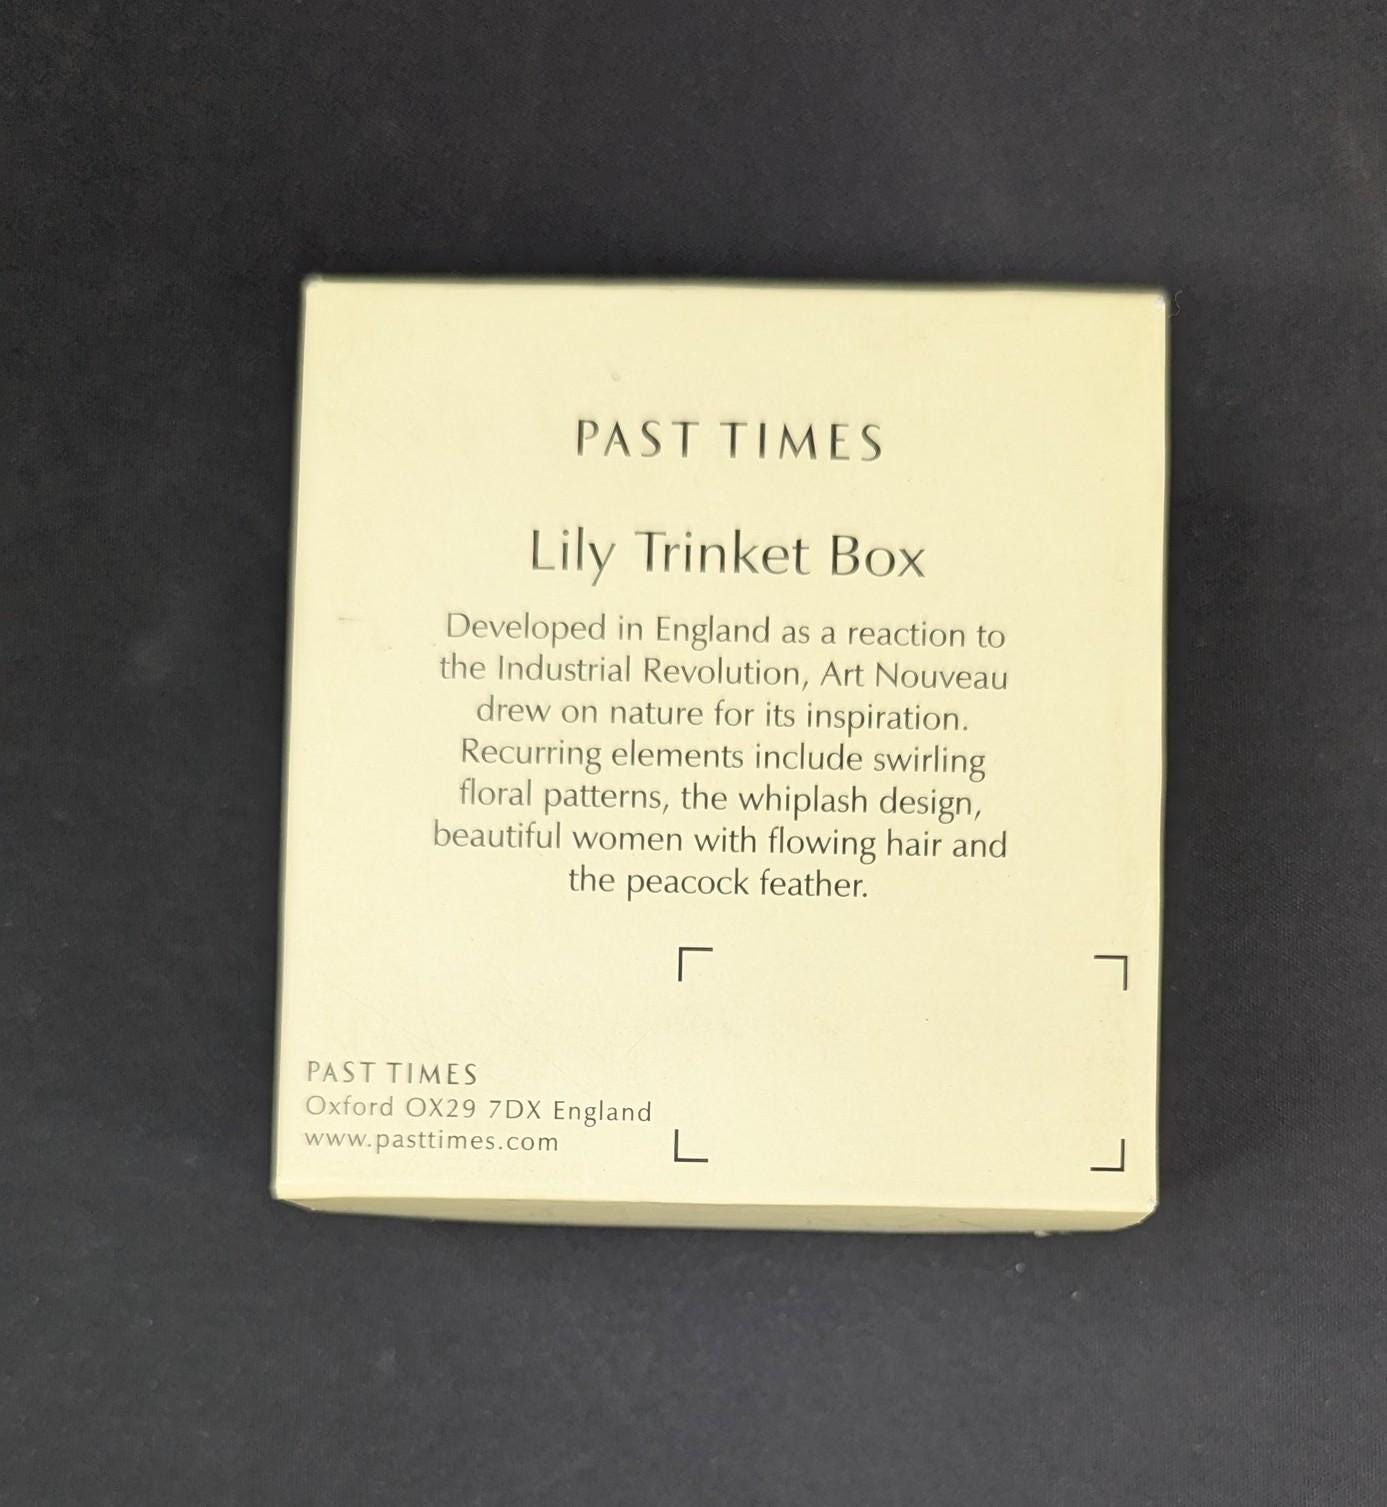 PAST TIMES
Lily Trinket Box
Developed in England as a reaction to
the Industrial Revolution, Art Nouveau
drew on nature for its inspiration.
Recurring elements include swirling
floral patterns, the whiplash design,
beautiful women with flowing hair and
the peacock feather.
PAST TIMES
Oxford OX29 7DX England
www.pasttimes.com